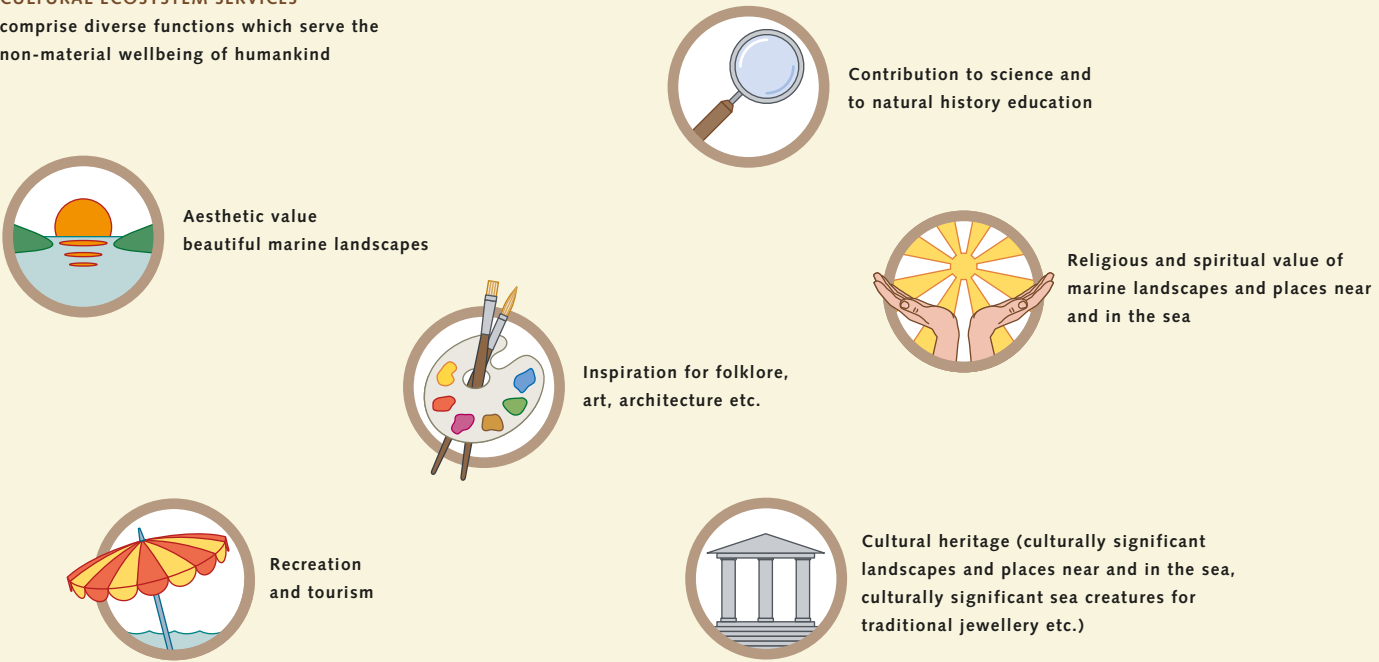 CULTURAL ECOSYSTEM SERVICES
comprise diverse functions which serve the
non-material wellbeing of humankind
Contribution to science and
to natural history education
Aesthetic value
beautiful marine landscapes
Religious and spiritual value of
marine landscapes and places near
and in the sea
Inspiration for folklore,
art, architecture etc.
Recreation
and tourism
Cultural heritage (culturally significant
landscapes and places near and in the sea,
culturally significant sea creatures for
traditional jewellery etc.)